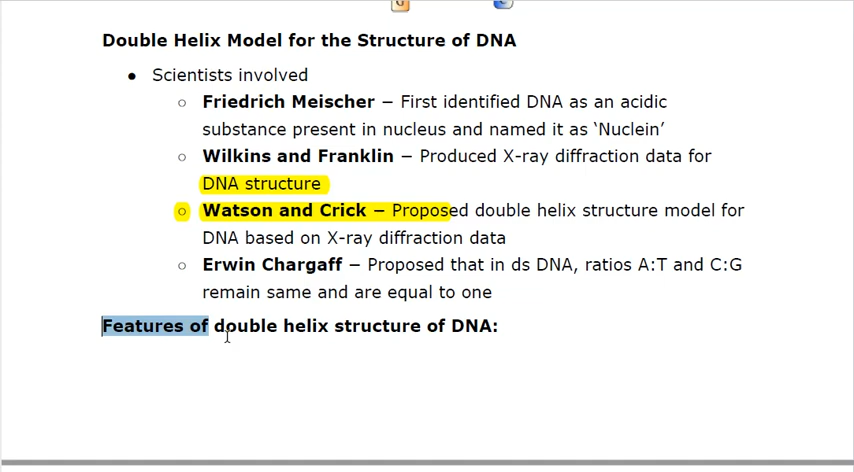 Double Helix Model for the Structure of DNA
● Scientists involved
○ Friedrich Meischer − First identified DNA as an acidic
substance present in nucleus and named it as ‘Nuclein’
○ Wilkins and Franklin − Produced X-ray diffraction data for
DNA structure
○ Watson and Crick − Proposed double helix structure model for
DNA based on X-ray diffraction data
○ Erwin Chargaff − Proposed that in ds DNA, ratios A:T and C:G
remain same and are equal to one
Features of double helix structure of DNA: